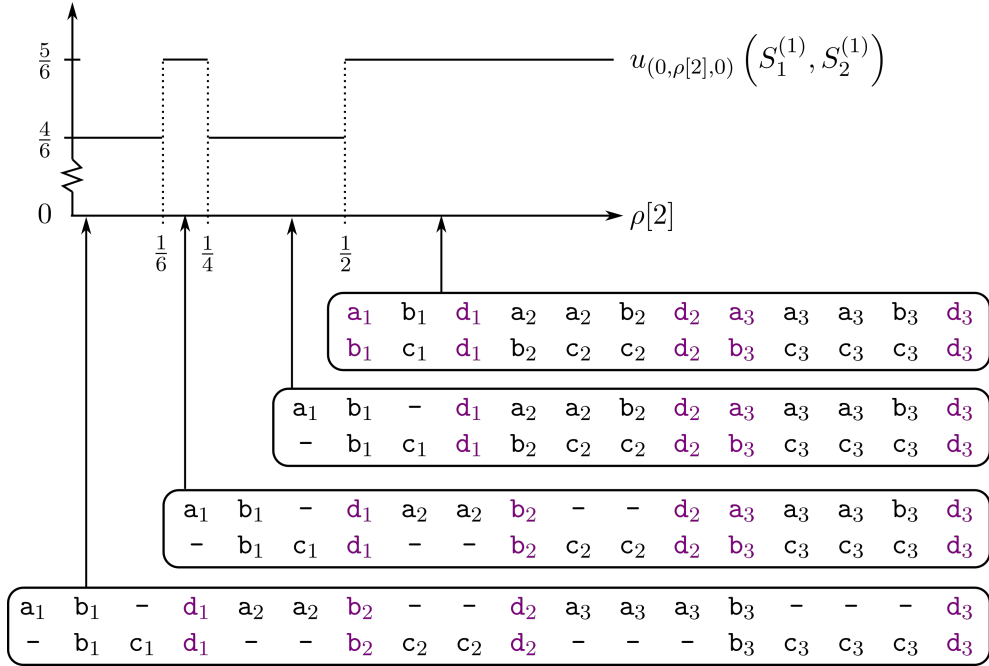 5/6
u_{(0,ρ[2],0)} (S_1^{(1)}, S_2^{(1)})
4/6
0
ρ[2]
1/6 1/4 1/2
a₁ b₁ d₁ a₂ a₂ b₂ d₂ a₃ a₃ a₃ b₃ d₃
b₁ c₁ d₁ b₂ c₂ c₂ d₂ b₃ c₃ c₃ c₃ d₃
a₁ b₁ - d₁ a₂ a₂ b₂ d₂ a₃ a₃ a₃ b₃ d₃
- b₁ c₁ d₁ b₂ c₂ c₂ d₂ b₃ c₃ c₃ c₃ d₃
a₁ b₁ - d₁ a₂ a₂ b₂ - - d₂ a₃ a₃ a₃ b₃ d₃
- b₁ c₁ d₁ - - b₂ c₂ c₂ d₂ b₃ c₃ c₃ c₃ d₃
a₁ b₁ - d₁ a₂ a₂ b₂ - - d₂ a₃ a₃ a₃ b₃ - - - d₃
- b₁ c₁ d₁ - - b₂ c₂ c₂ d₂ - - - b₃ c₃ c₃ c₃ d₃